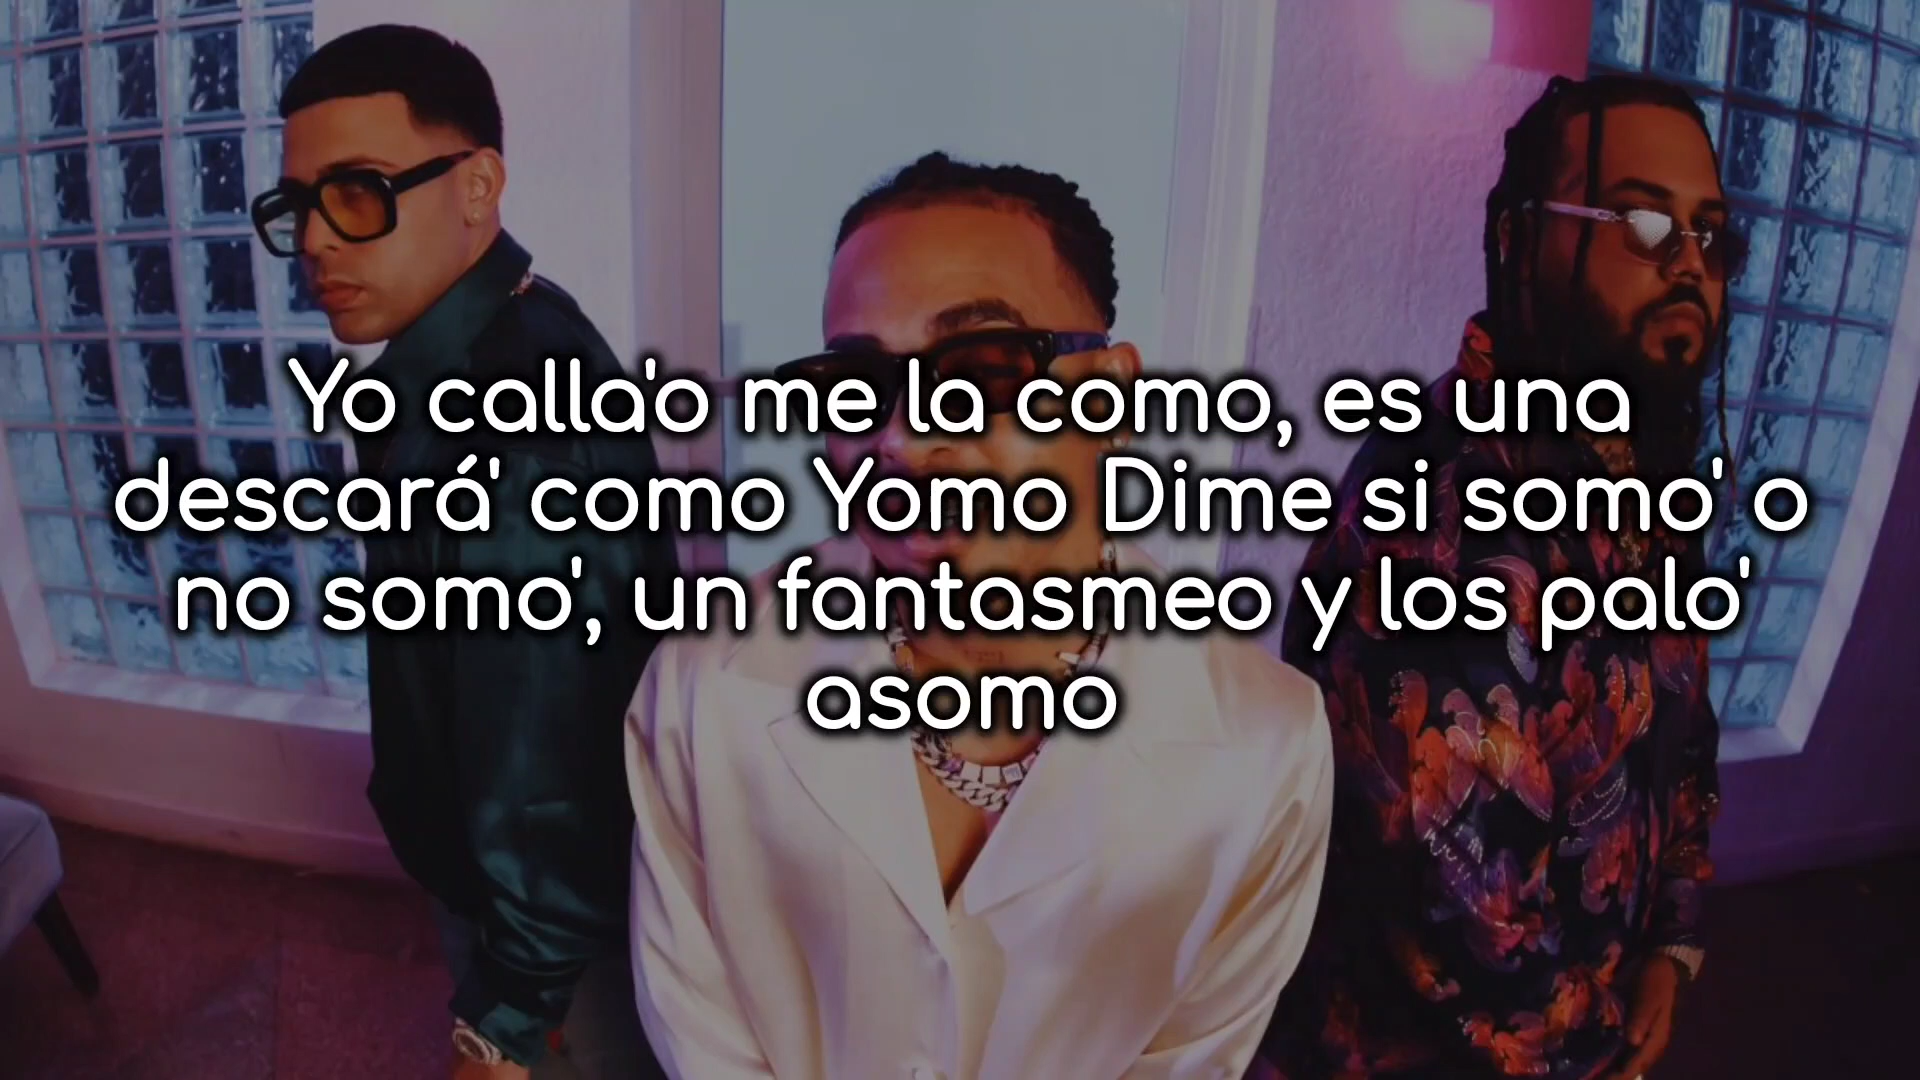 Yo calla'o me la como, es una
descará' como Yomo Dime si somo' o
no somo', un fantasmeo y los palo'
asomo